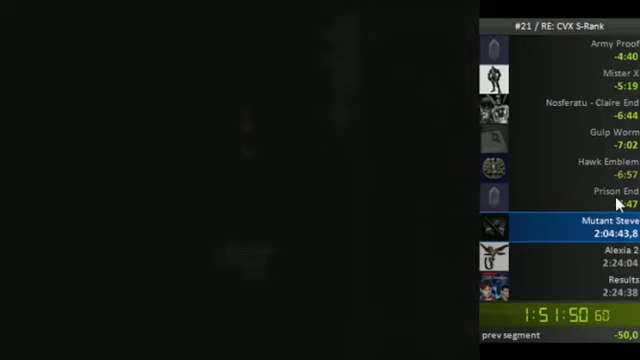 #21 / RE: CVX S-Rank
Army Proof
-4:40
Mister X
-5:19
Nosferatu - Claire End
-6:44
Gulp Worm
-7:02
Hawk Emblem
-6:57
Prison End
:47
Mutant Steve
2:04:43,8
Alexia 2
2:24:04
Results
2:24:38
1:51:50 60
prev segment -50,0